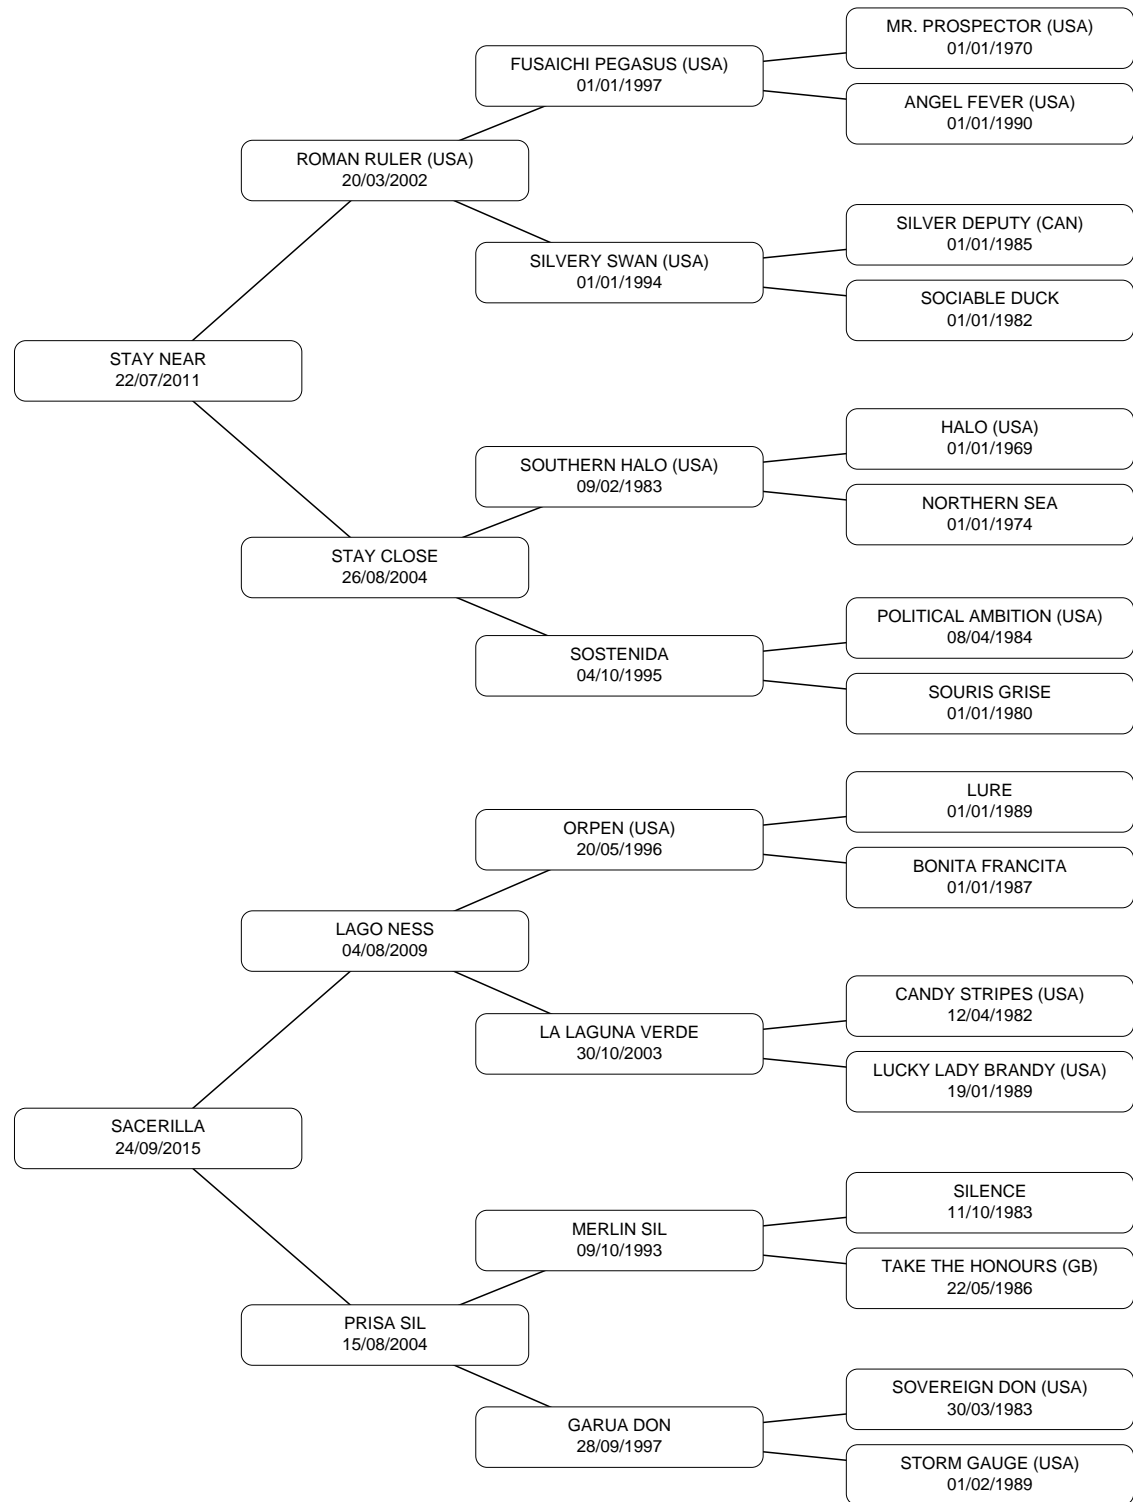 MR. PROSPECTOR (USA)
01/01/1970
FUSAICHI PEGASUS (USA)
01/01/1997
ANGEL FEVER (USA)
01/01/1990
ROMAN RULER (USA)
20/03/2002
SILVER DEPUTY (CAN)
01/01/1985
SILVERY SWAN (USA)
01/01/1994
SOCIABLE DUCK
01/01/1982
STAY NEAR
22/07/2011
HALO (USA)
01/01/1969
SOUTHERN HALO (USA)
09/02/1983
NORTHERN SEA
01/01/1974
STAY CLOSE
26/08/2004
POLITICAL AMBITION (USA)
08/04/1984
SOSTENIDA
04/10/1995
SOURIS GRISE
01/01/1980
LURE
01/01/1989
ORPEN (USA)
20/05/1996
BONITA FRANCITA
01/01/1987
LAGO NESS
04/08/2009
CANDY STRIPES (USA)
12/04/1982
LA LAGUNA VERDE
30/10/2003
LUCKY LADY BRANDY (USA)
19/01/1989
SACERILLA
24/09/2015
SILENCE
11/10/1983
MERLIN SIL
09/10/1993
TAKE THE HONOURS (GB)
22/05/1986
PRISA SIL
15/08/2004
SOVEREIGN DON (USA)
30/03/1983
GARUA DON
28/09/1997
STORM GAUGE (USA)
01/02/1989